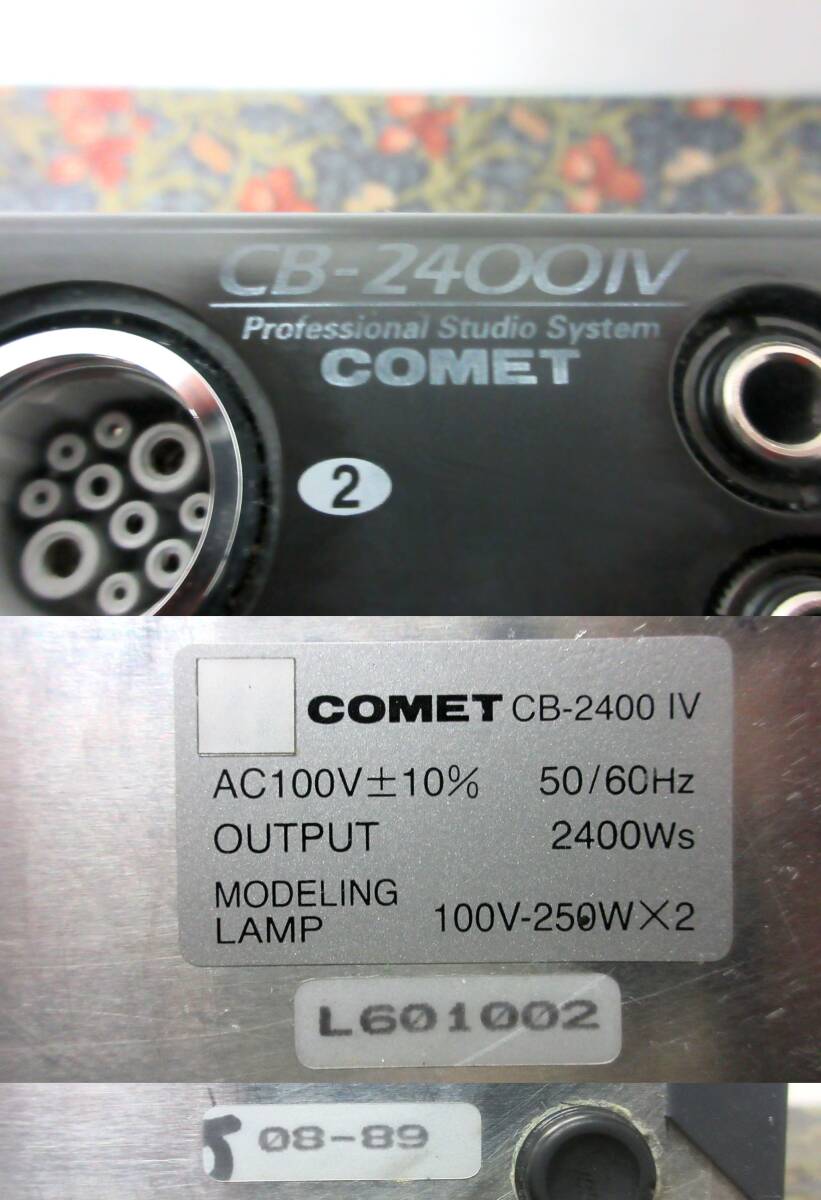 CB-2400IV
Professional Studio System
COMET
2
COMET CB-2400 IV
AC100V±10% 50/60Hz
OUTPUT 2400Ws
MODELING
LAMP 100V-250W×2
L601002
08-89